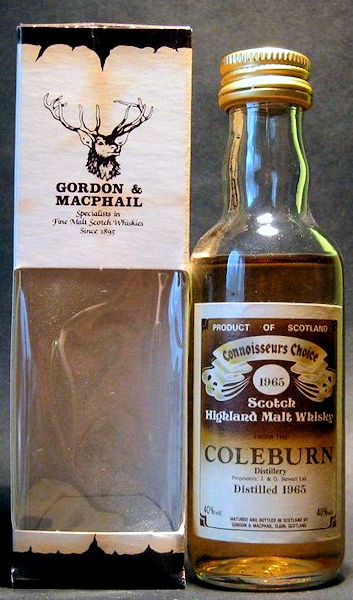 GORDON &
MACPHAIL
Specialists in
Fine Malt Scotch Whiskies
Since 1895
PRODUCT OF SCOTLAND
Connoisseurs Choice
1965
Scotch
Highland Malt Whisky
FROM THE
COLEBURN
Distillery
Proprietors: J. & G. Stewart Ltd.
Distilled 1965
40%vol
40%vol
MATURED AND BOTTLED IN SCOTLAND BY
GORDON & MACPHAIL, ELGIN, SCOTLAND